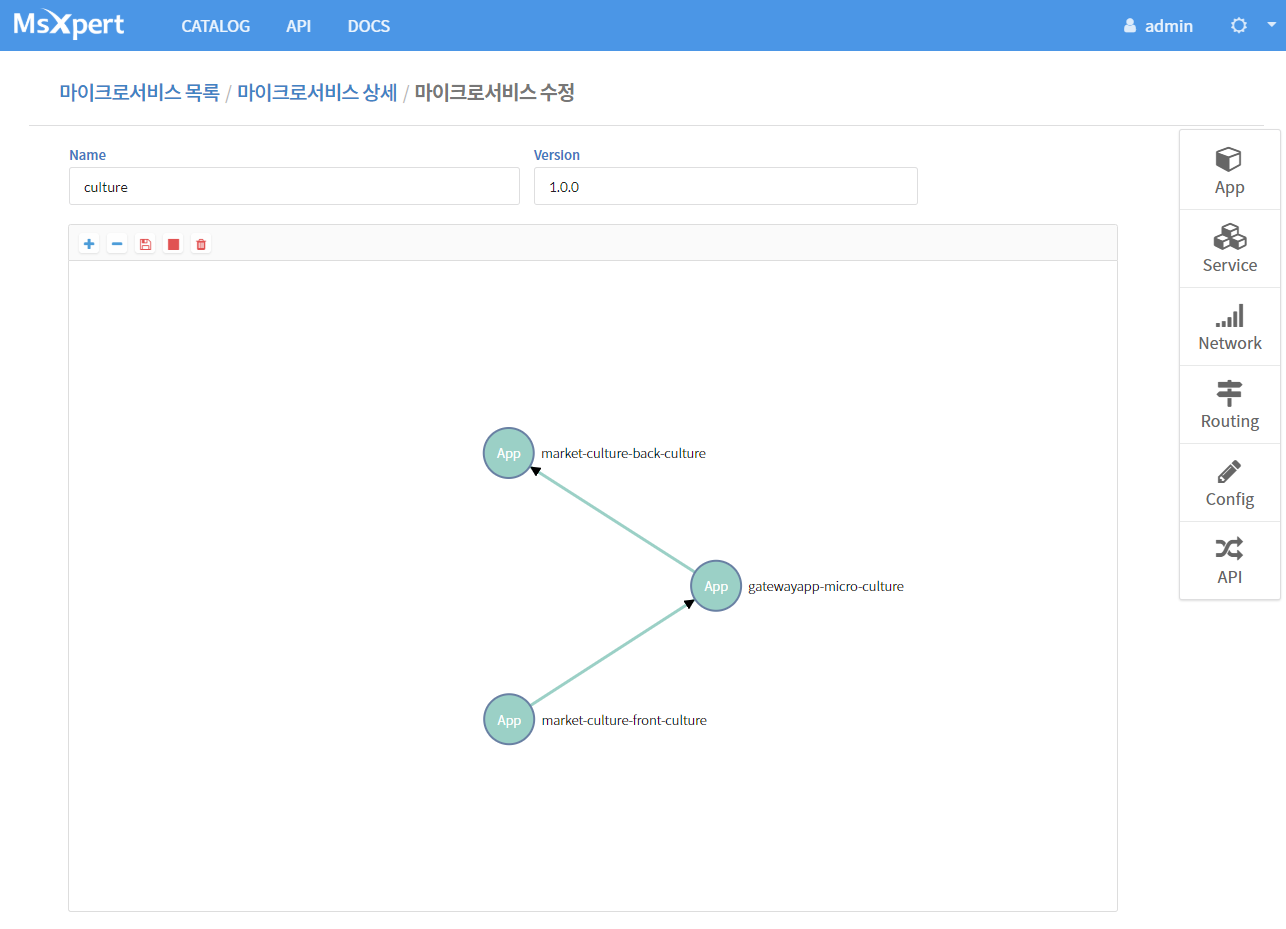 MsXpert CATALOG API DOCS admin
마이크로서비스 목록 / 마이크로서비스 상세 / 마이크로서비스 수정
Name Version
culture 1.0.0
App
Service
Network
Routing
Config
API
App market-culture-back-culture
App gatewayapp-micro-culture
App market-culture-front-culture